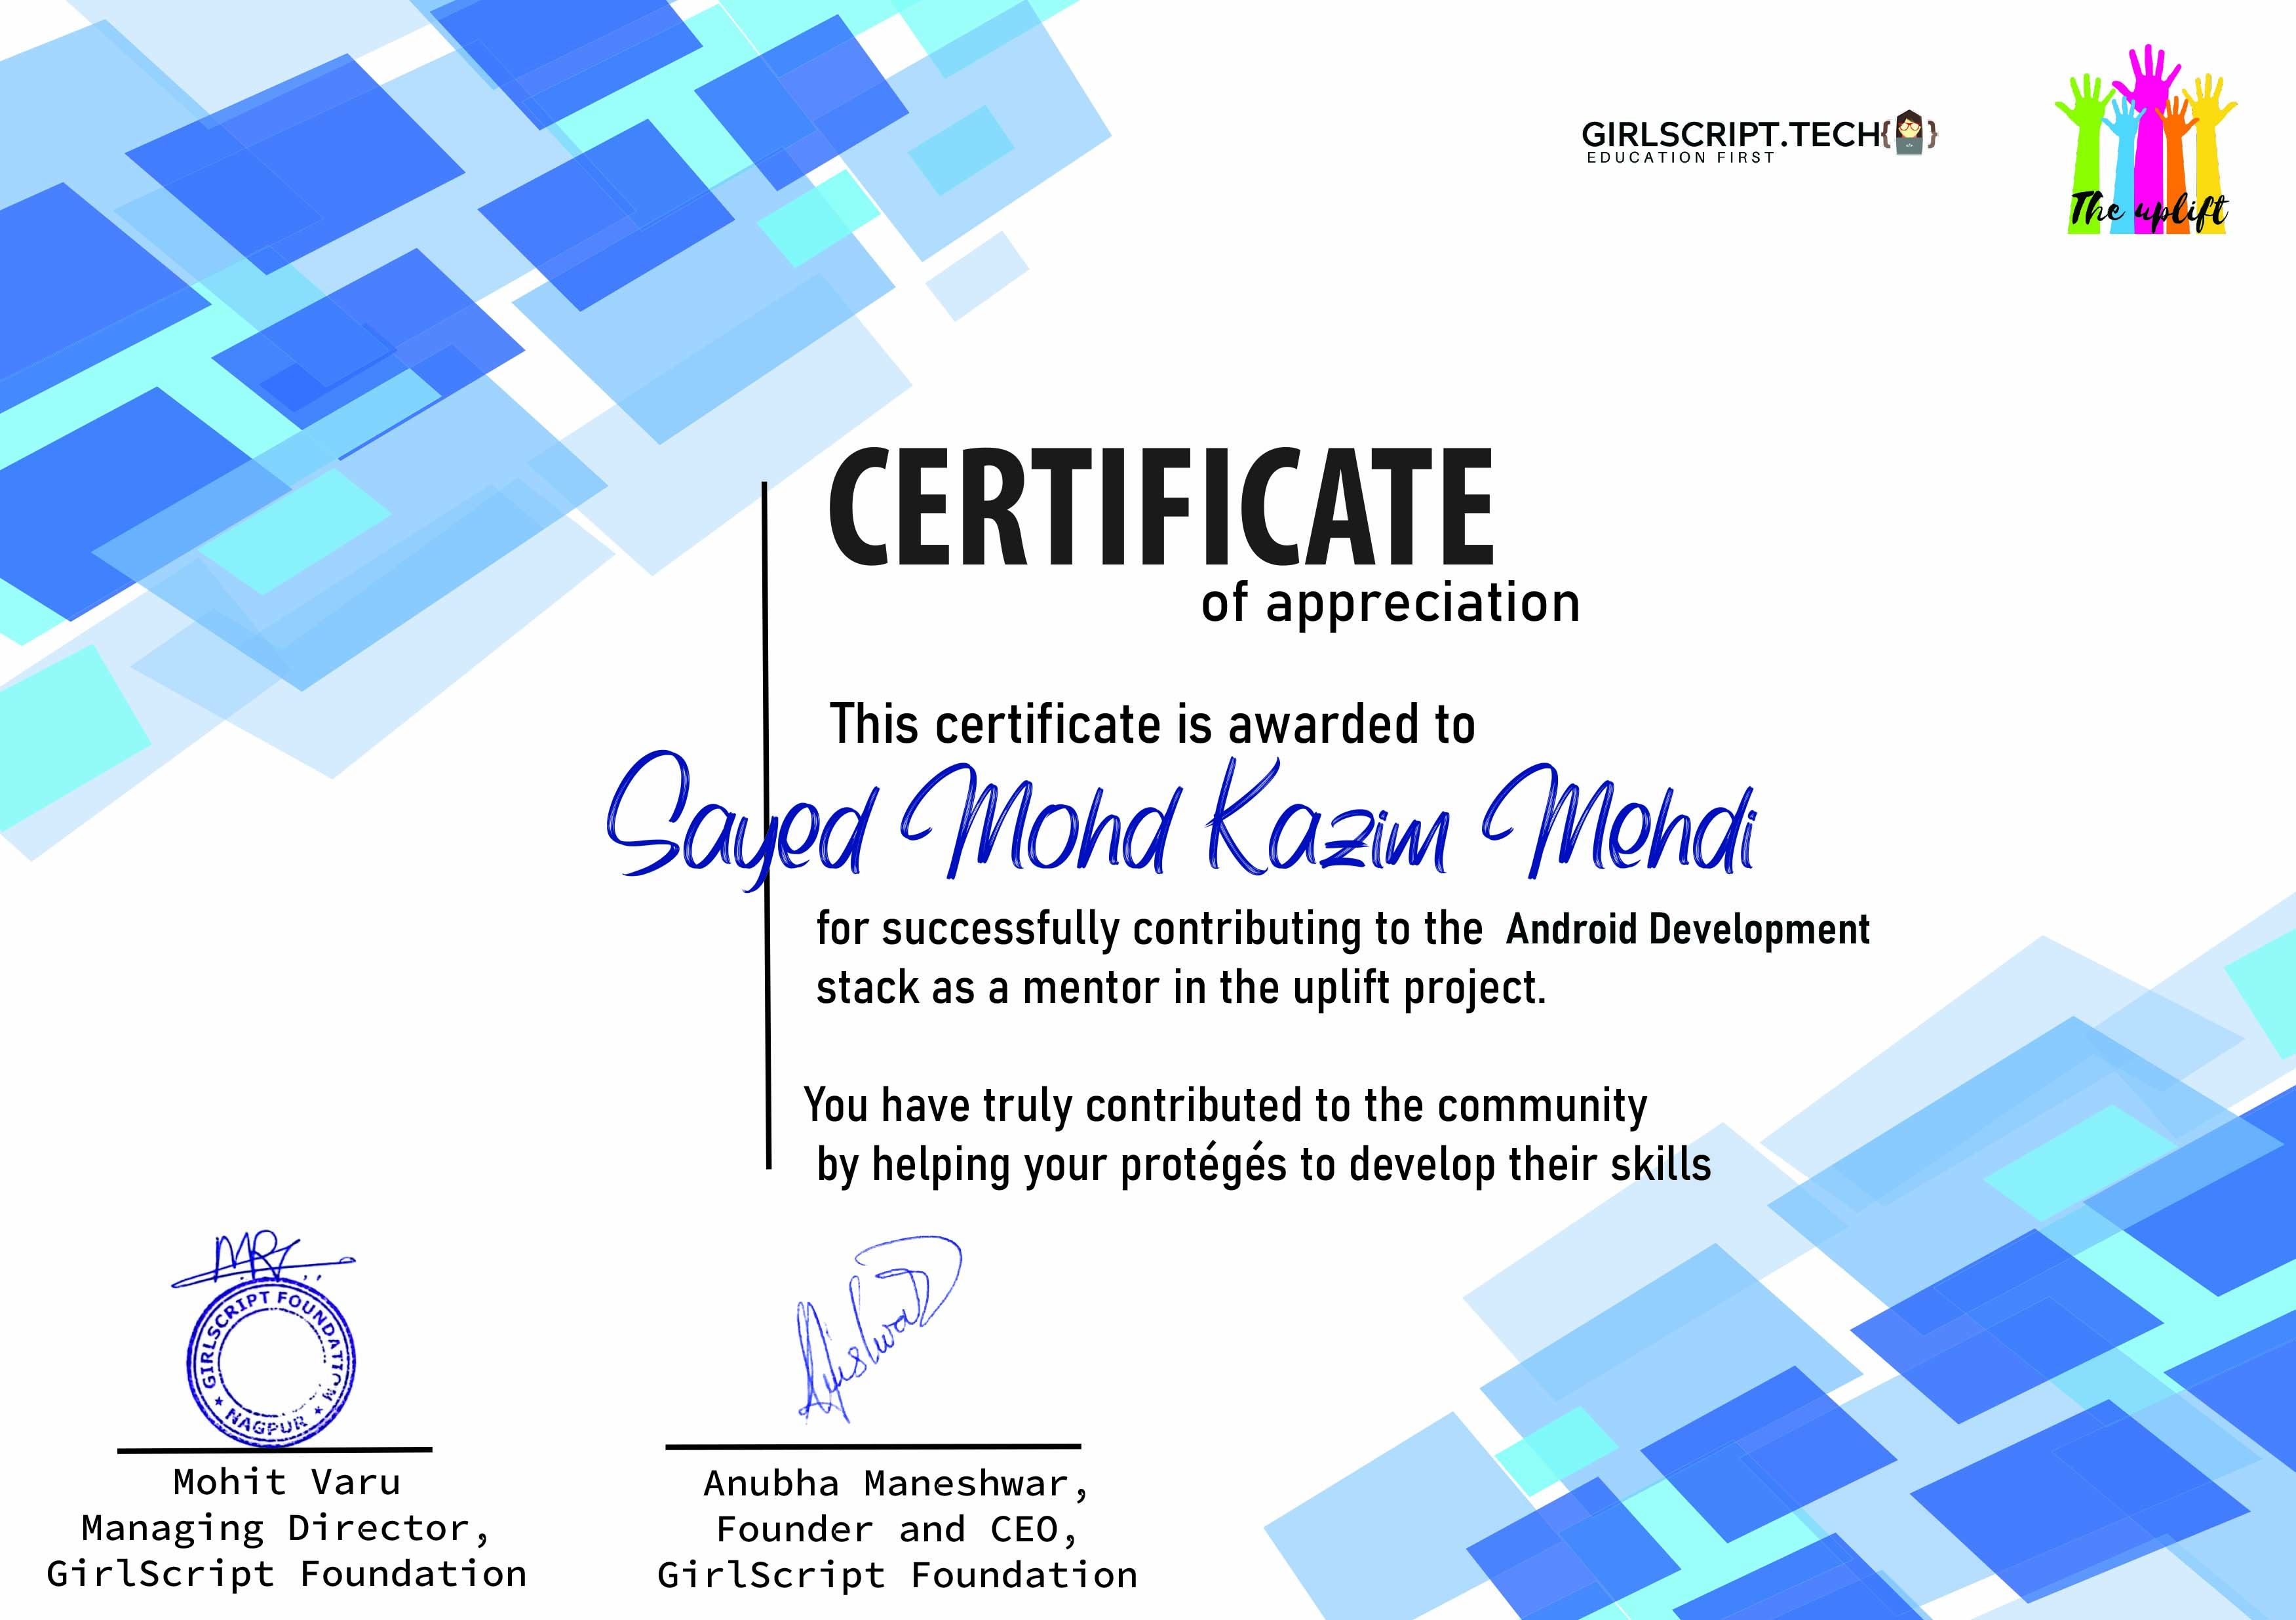 GIRLSCRIPT.TECH{}
EDUCATION FIRST
The uplift
CERTIFICATE
of appreciation
This certificate is awarded to
Sayed Mohd Kazim Mehdi
for successfully contributing to the Android Development
stack as a mentor in the uplift project.
You have truly contributed to the community
by helping your protégés to develop their skills
GIRLSCRIPT FOUNDATION
NAGPUR
Mohit Varu
Managing Director,
GirlScript Foundation
Anubha Maneshwar,
Founder and CEO,
GirlScript Foundation